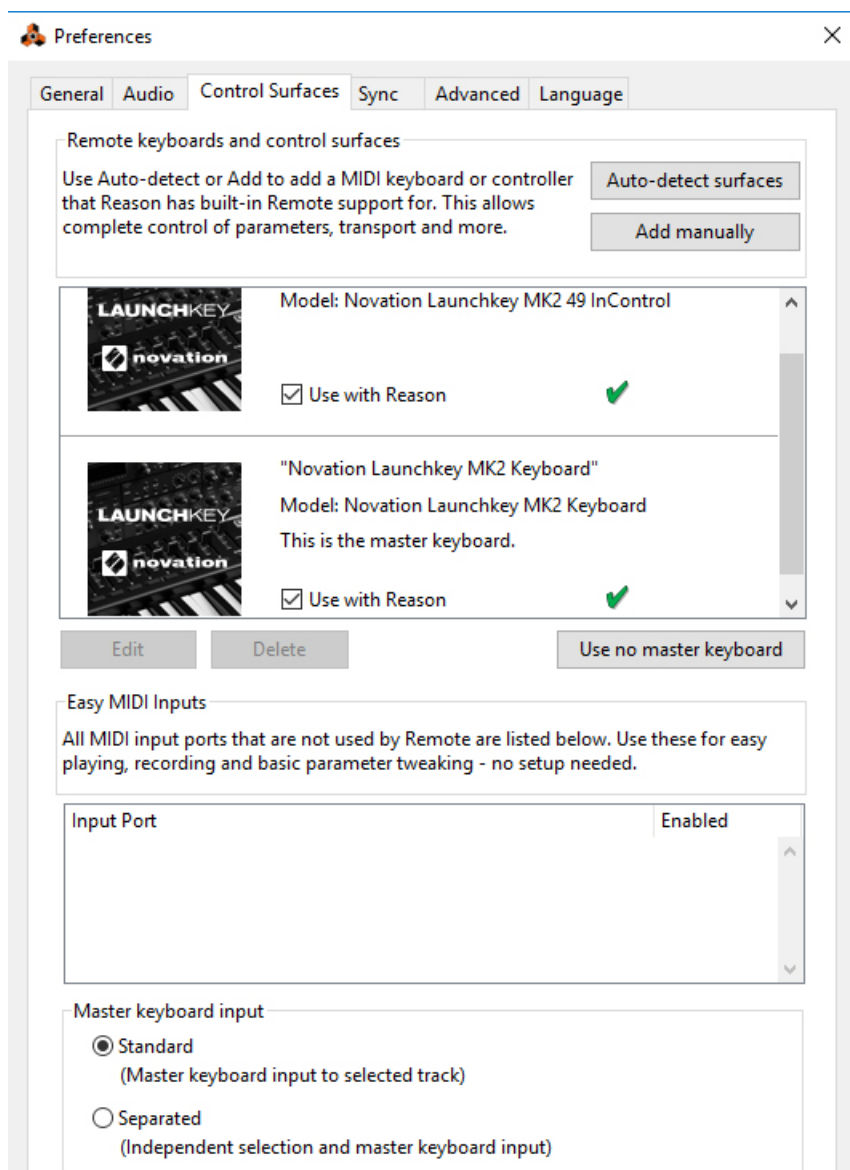 Preferences
General Audio Control Surfaces Sync Advanced Language
Remote keyboards and control surfaces
Use Auto-detect or Add to add a MIDI keyboard or controller
that Reason has built-in Remote support for. This allows
complete control of parameters, transport and more.
Auto-detect surfaces
Add manually
LAUNCHKEY
novation
Model: Novation Launchkey MK2 49 InControl
Use with Reason
LAUNCHKEY
novation
"Novation Launchkey MK2 Keyboard"
Model: Novation Launchkey MK2 Keyboard
This is the master keyboard.
Use with Reason
Edit Delete Use no master keyboard
Easy MIDI Inputs
All MIDI input ports that are not used by Remote are listed below. Use these for easy
playing, recording and basic parameter tweaking - no setup needed.
Input Port Enabled
Master keyboard input
Standard
(Master keyboard input to selected track)
Separated
(Independent selection and master keyboard input)